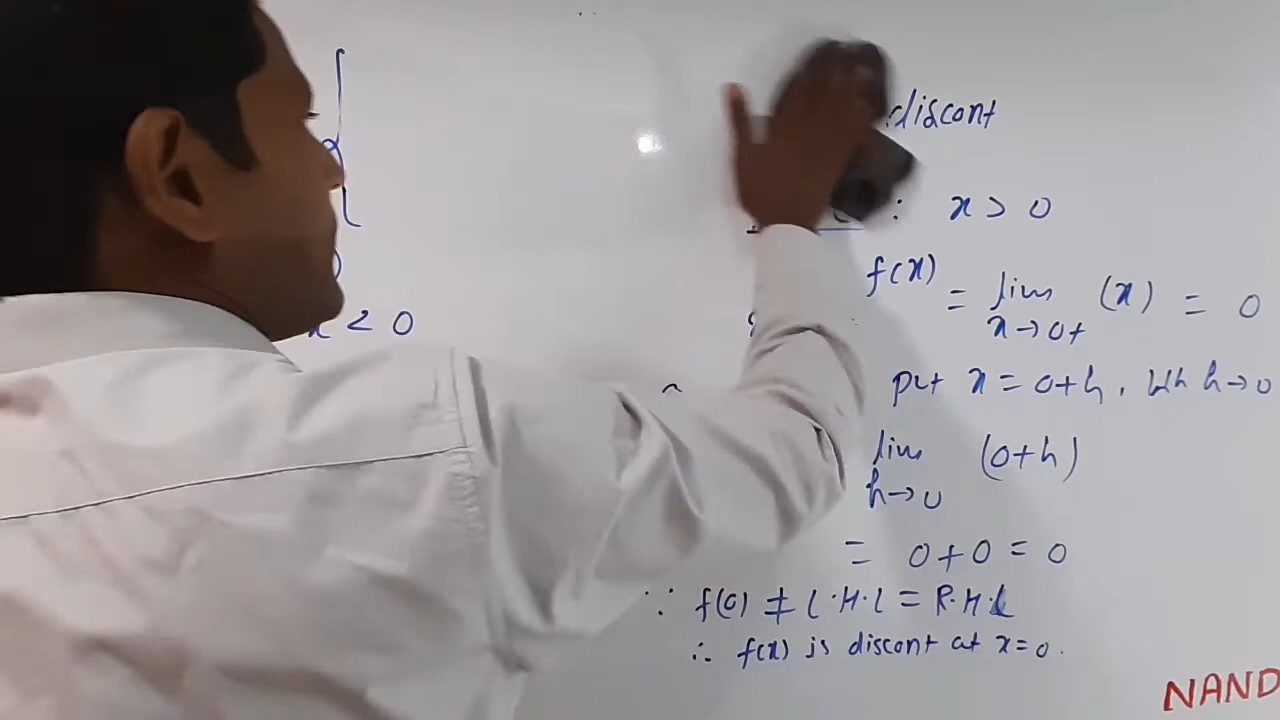 discont
: x > 0
x < 0
f(x) = lim x→0+ (x) = 0
put x = 0+h, Wh h→0
lim h→0 (0+h)
= 0+0 = 0
∵ f(0) ≠ L.H.L = R.H.L
∴ f(x) is discont at x=0.
NAND